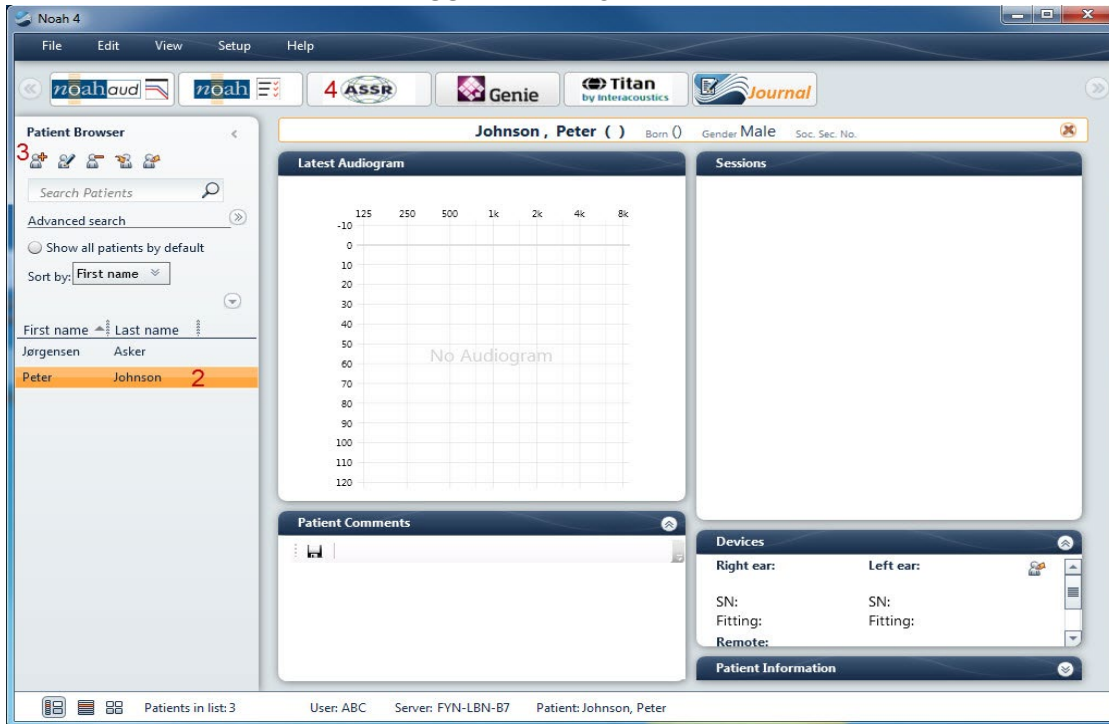 Noah 4
File Edit View Setup Help
noah aud noah 4 ASSR Genie Titan by Interacoustics Journal
Patient Browser
3
Search Patients
Advanced search
Show all patients by default
Sort by: First name
First name Last name
Jørgensen Asker
Peter Johnson 2
Johnson , Peter ( ) Born () Gender Male Soc. Sec. No.
Latest Audiogram
125 250 500 1k 2k 4k 8k
-10
0
10
20
30
40
50
60
70
80
90
100
110
120
No Audiogram
Patient Comments
Sessions
Devices
Right ear: Left ear:
SN: SN:
Fitting: Fitting:
Remote:
Patient Information
Patients in list: 3 User: ABC Server: FYN-LBN-B7 Patient: Johnson, Peter